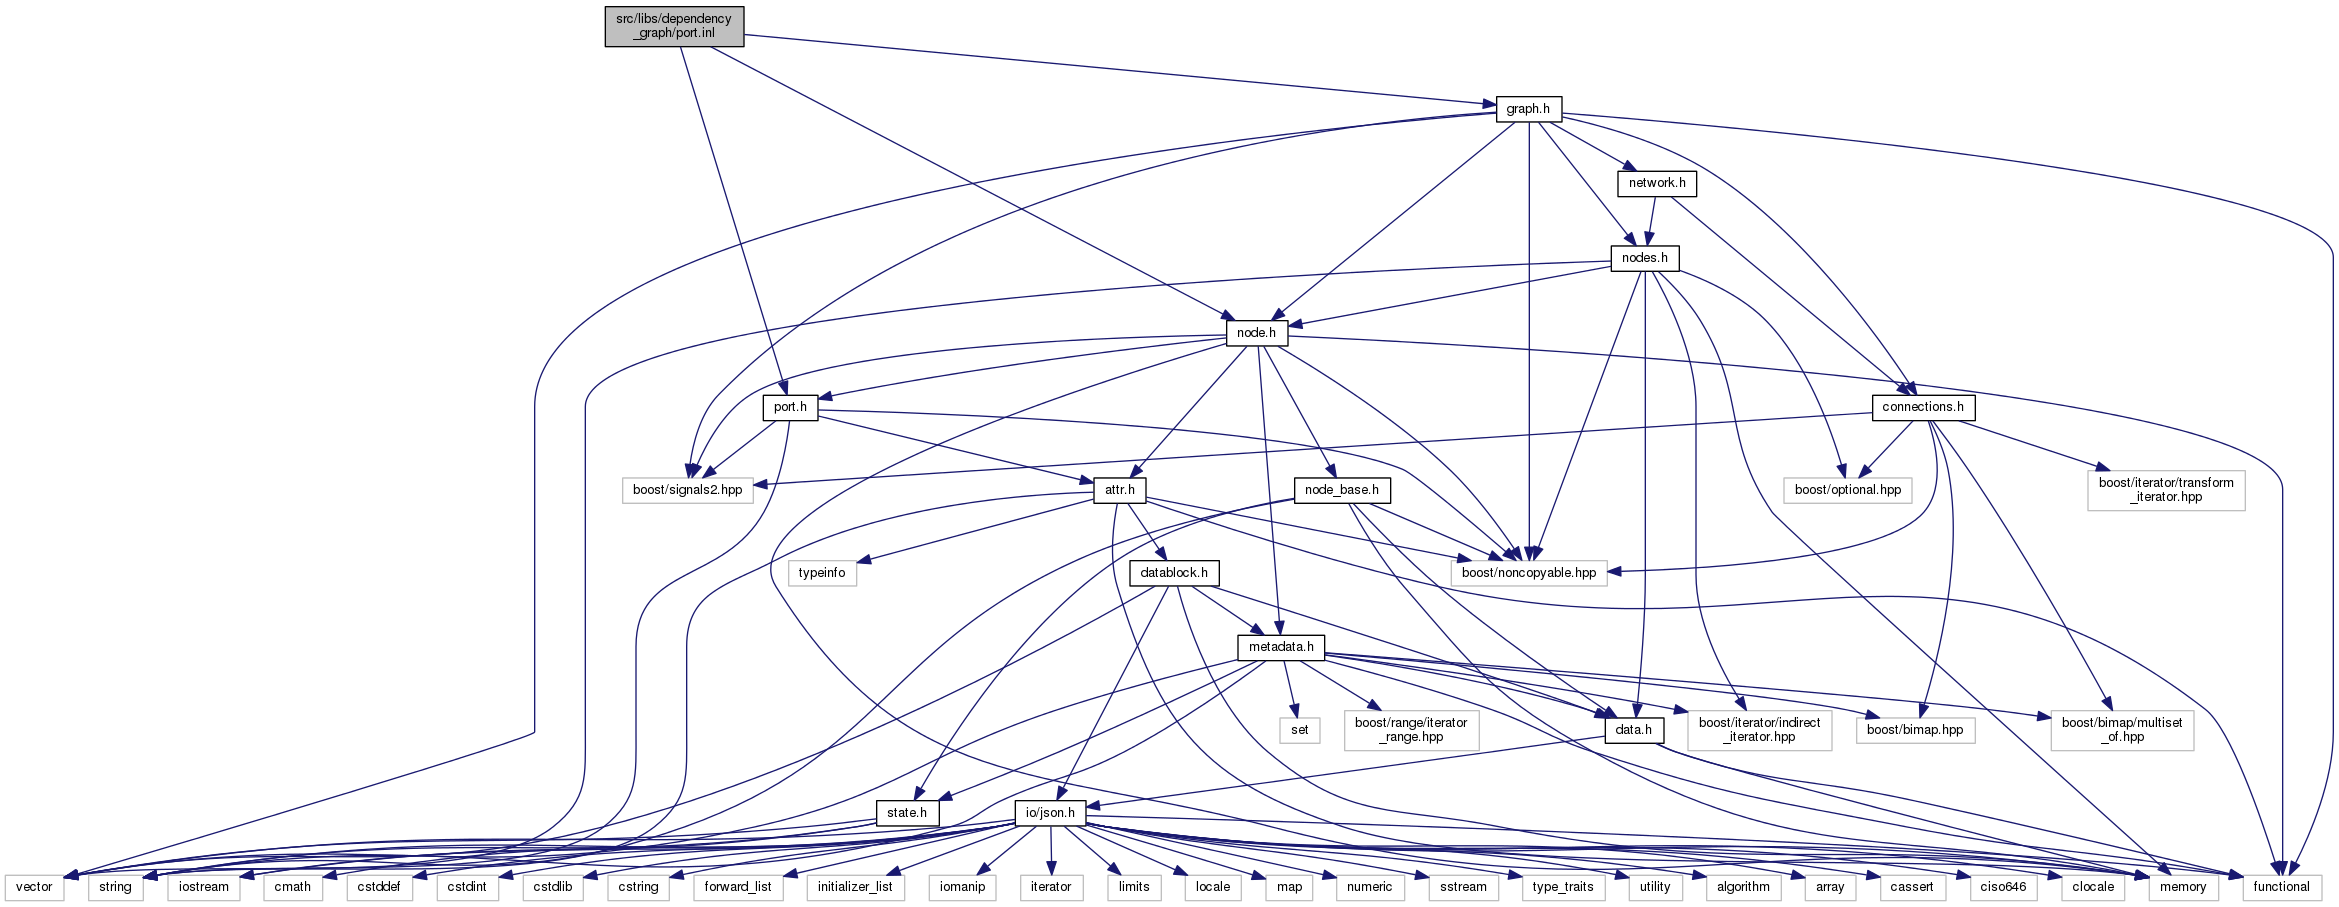 src/libs/dependency
_graph/port.inl
graph.h
network.h
nodes.h
node.h
port.h
connections.h
boost/signals2.hpp
attr.h
node_base.h
boost/optional.hpp
boost/iterator/transform
_iterator.hpp
typeinfo
datablock.h
boost/noncopyable.hpp
metadata.h
set
boost/range/iterator
_range.hpp
data.h
boost/iterator/indirect
_iterator.hpp
boost/bimap.hpp
boost/bimap/multiset
_of.hpp
state.h
io/json.h
vector
string
iostream
cmath
cstddef
cstdint
cstdlib
cstring
forward_list
initializer_list
iomanip
iterator
limits
locale
map
numeric
sstream
type_traits
utility
algorithm
array
cassert
ciso646
clocale
memory
functional